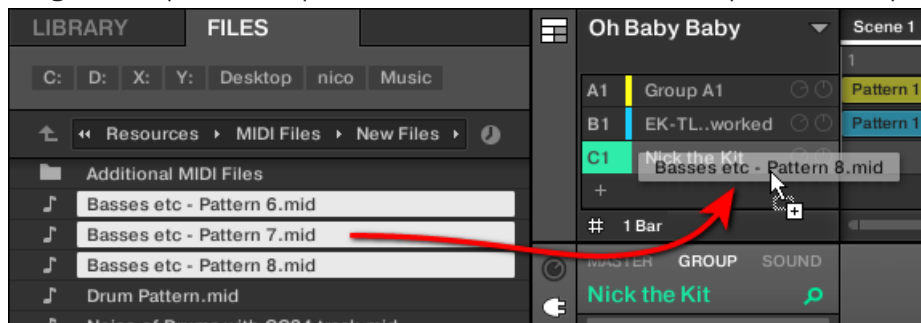 LIBRARY FILES
C: D: X: Y: Desktop nico Music
Resources MIDI Files New Files
Additional MIDI Files
Basses etc - Pattern 6.mid
Basses etc - Pattern 7.mid
Basses etc - Pattern 8.mid
Drum Pattern.mid
Oh Baby Baby
Scene 1
1
A1 Group A1
Pattern 1
B1 EK-TL..worked
Pattern 1
C1 Nick the Kit
Basses etc - Pattern 8.mid
+
1 Bar
MASTER GROUP SOUND
Nick the Kit